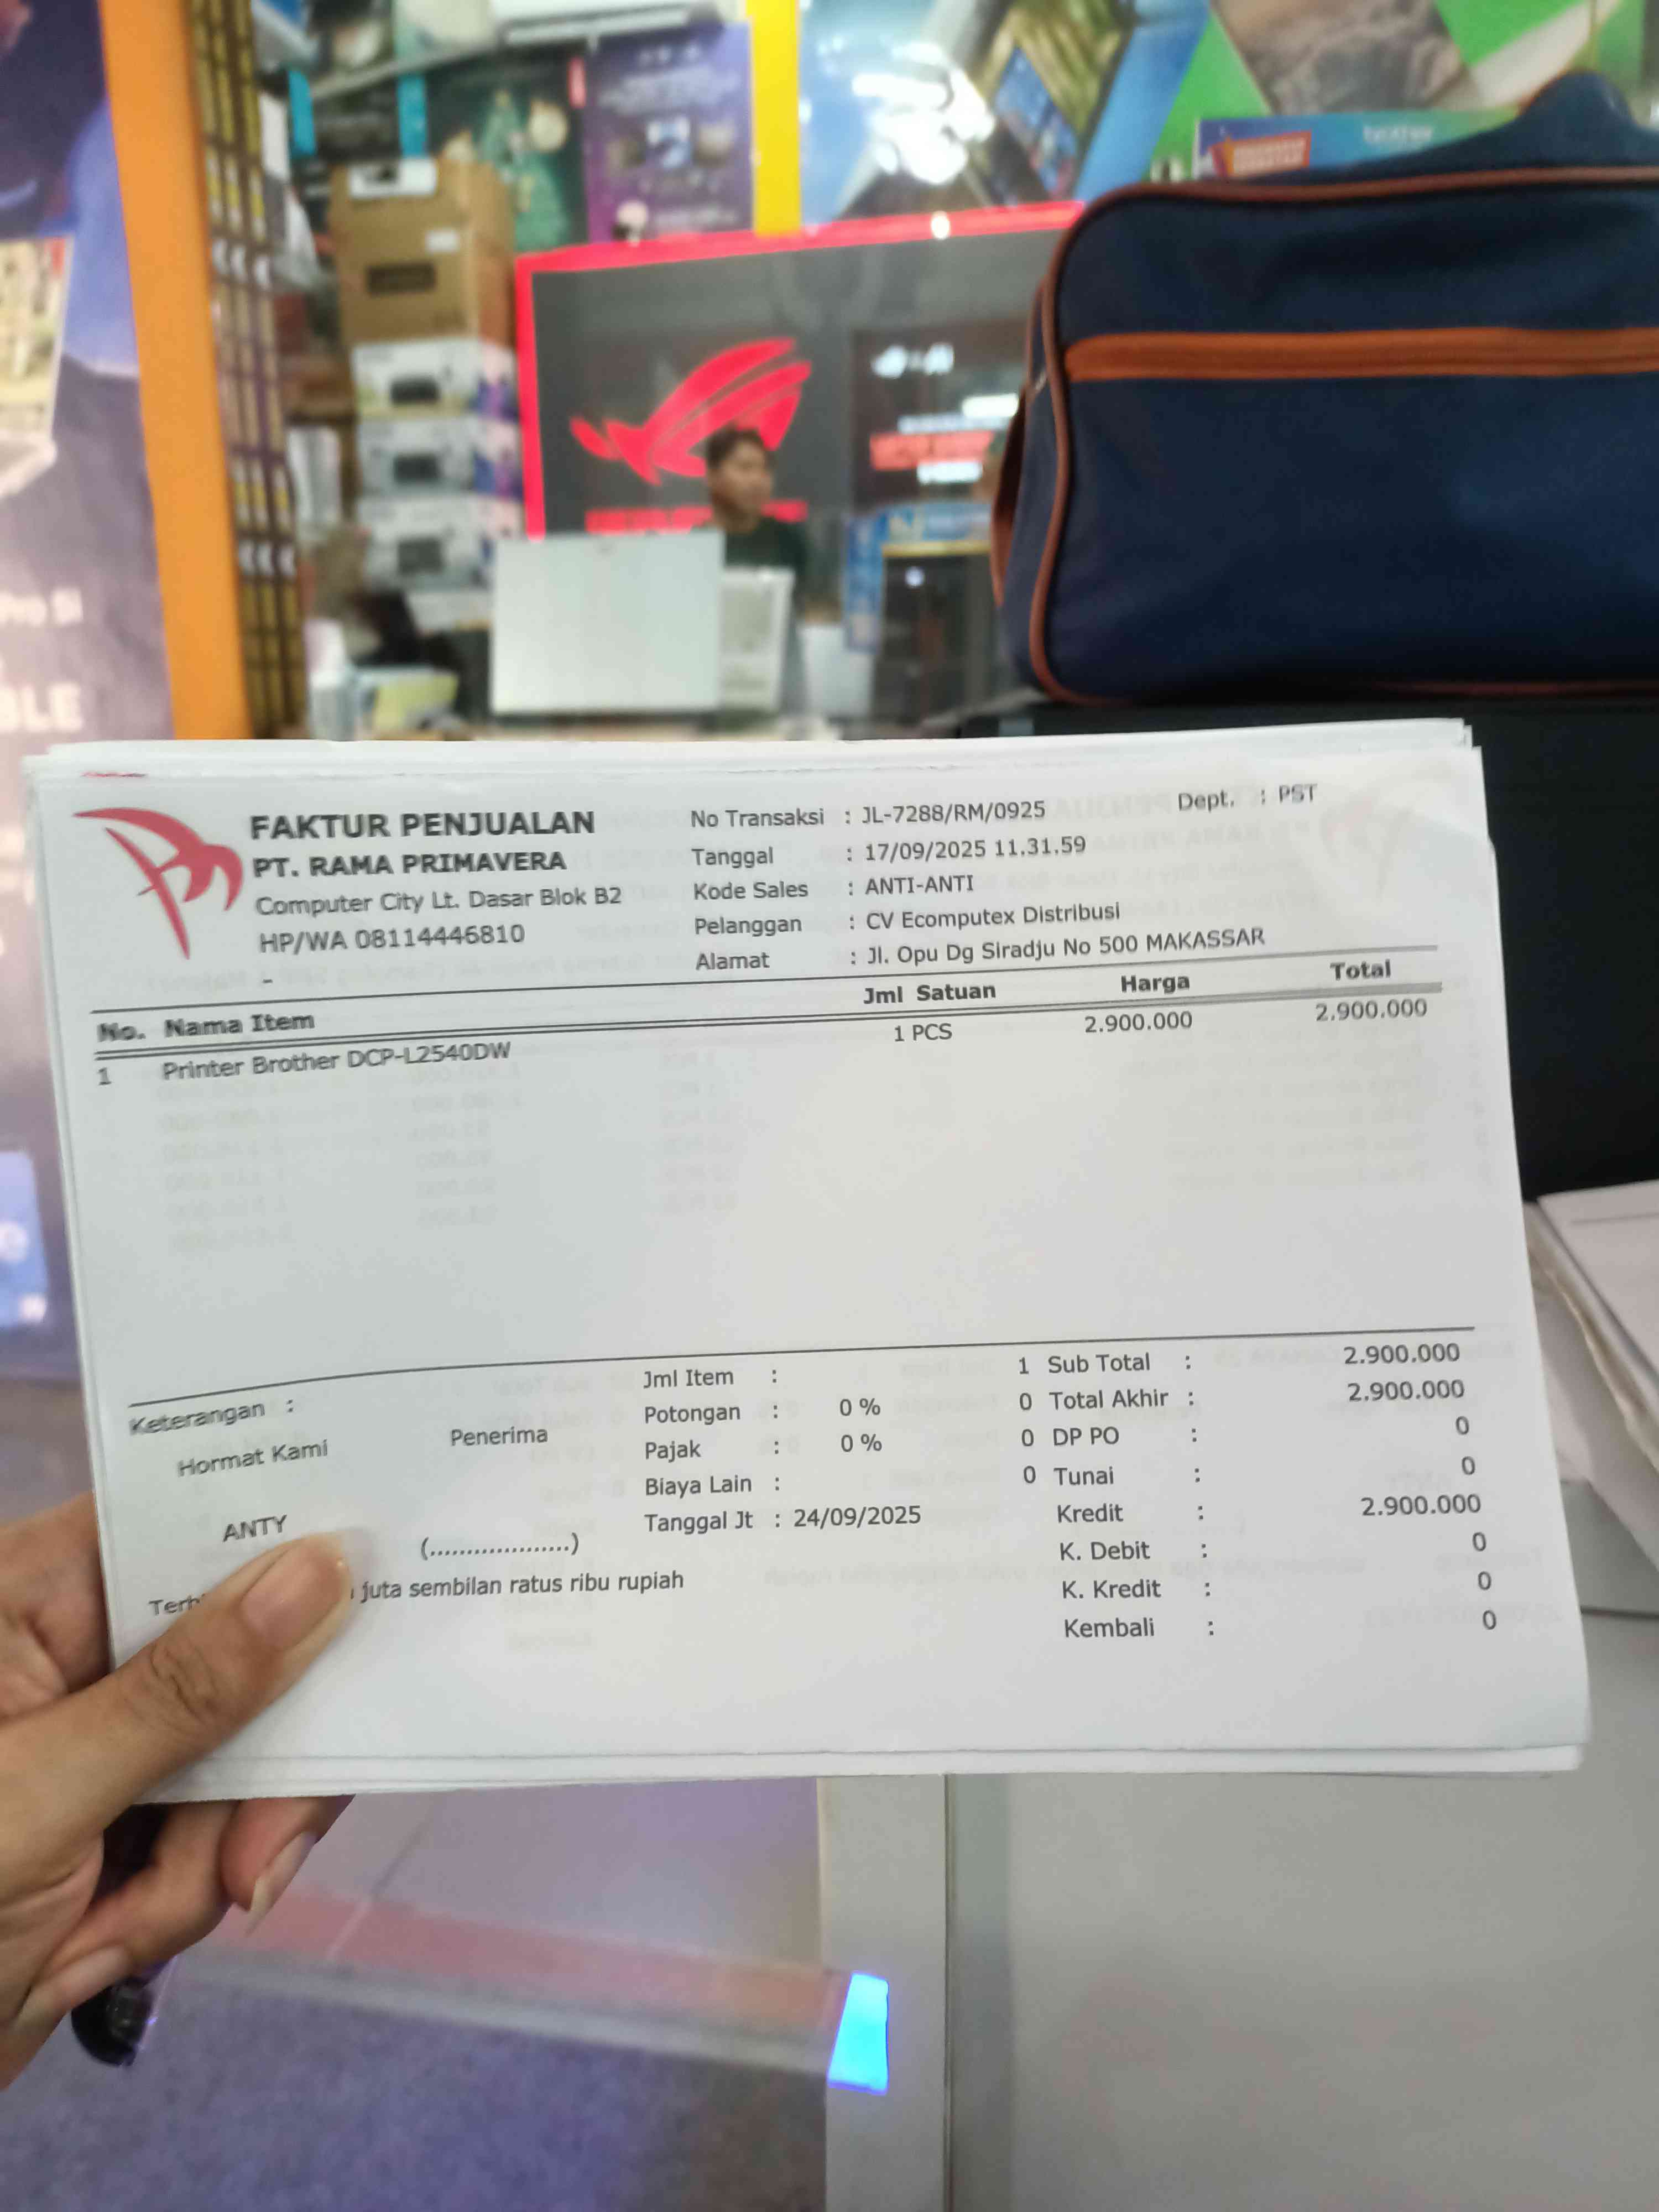 FAKTUR PENJUALAN
PT. RAMA PRIMAVERA
Computer City Lt. Dasar Blok B2
HP/WA 08114446810
-
No Transaksi : JL-7288/RM/0925
Dept. : PST
Tanggal : 17/09/2025 11.31.59
Kode Sales : ANTI-ANTI
Pelanggan : CV Ecomputex Distribusi
Alamat : Jl. Opu Dg Siradju No 500 MAKASSAR
No. Nama Item Jml Satuan Harga Total
1 Printer Brother DCP-L2540DW 1 PCS 2.900.000 2.900.000
Keterangan :
Hormat Kami
Penerima
ANTY
(...................)
juta sembilan ratus ribu rupiah
Jml Item : 1
Potongan : 0 % 0
Pajak : 0 % 0
Biaya Lain : 0
Tanggal Jt : 24/09/2025
Sub Total : 2.900.000
Total Akhir : 2.900.000
DP PO : 0
Tunai : 0
Kredit : 2.900.000
K. Debit : 0
K. Kredit : 0
Kembali : 0